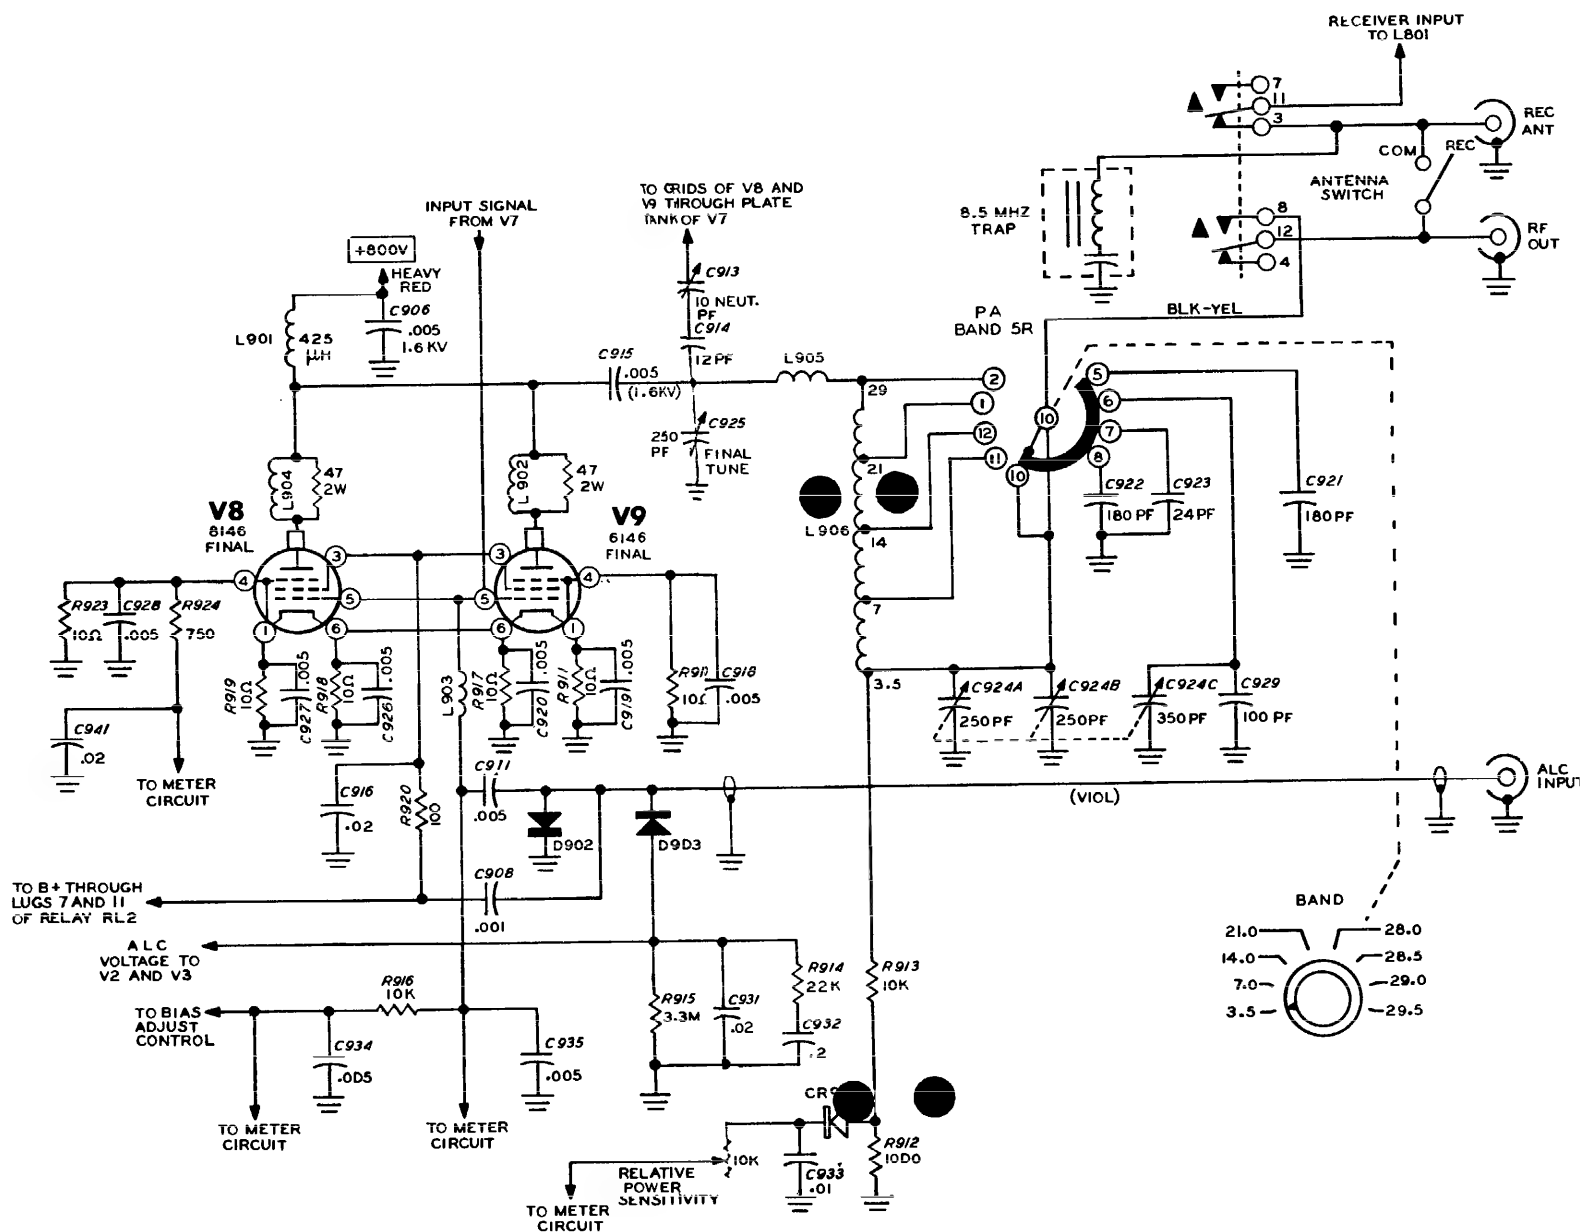 RECEIVER INPUT
TO L801
7
11
3
REC
ANT
COM
REC
ANTENNA
SWITCH
8.5 MHZ
TRAP
8
12
4
RF
OUT
TO GRIDS OF V8 AND
V9 THROUGH PLATE
TANK OF V7
INPUT SIGNAL
FROM V7
+800V
HEAVY
RED
C906
.005
1.6 KV
L901
425
µH
C913
10 NEUT.
PF
C914
12 PF
C915
.005
(1.6KV)
L905
C925
250
PF
FINAL
TUNE
PA
BAND 5R
BLK-YEL
29
2
1
12
11
10
10
5
6
7
8
21
L906
14
7
3.5
C922
180 PF
C923
24 PF
C921
180 PF
L904
47
2W
L902
47
2W
V8
8146
FINAL
V9
6146
FINAL
4
3
5
1
6
3
5
6
4
1
R923
10Ω
C928
.005
R924
750
R919
10Ω
C927
.005
R918
10Ω
C926
.005
L903
R917
10Ω
C920
.005
R911
10Ω
C919
.005
R911
10Ω
C918
.005
C924A
250 PF
C924B
250 PF
C924C
350 PF
C929
100 PF
C941
.02
TO METER
CIRCUIT
C916
.02
R920
100
C911
.005
D902
D9D3
(VIOL)
ALC
INPUT
TO B+ THROUGH
LUGS 7 AND 11
OF RELAY RL2
C908
.001
ALC
VOLTAGE TO
V2 AND V3
R916
10K
TO BIAS
ADJUST
CONTROL
C934
.0D5
C935
.005
R915
3.3M
C931
.02
R914
22K
C932
.2
R913
10K
BAND
21.0
14.0
7.0
3.5
28.0
28.5
29.0
29.5
TO METER
CIRCUIT
TO METER
CIRCUIT
10K
C933
.01
R912
10D0
RELATIVE
POWER
SENSITIVITY
TO METER
CIRCUIT